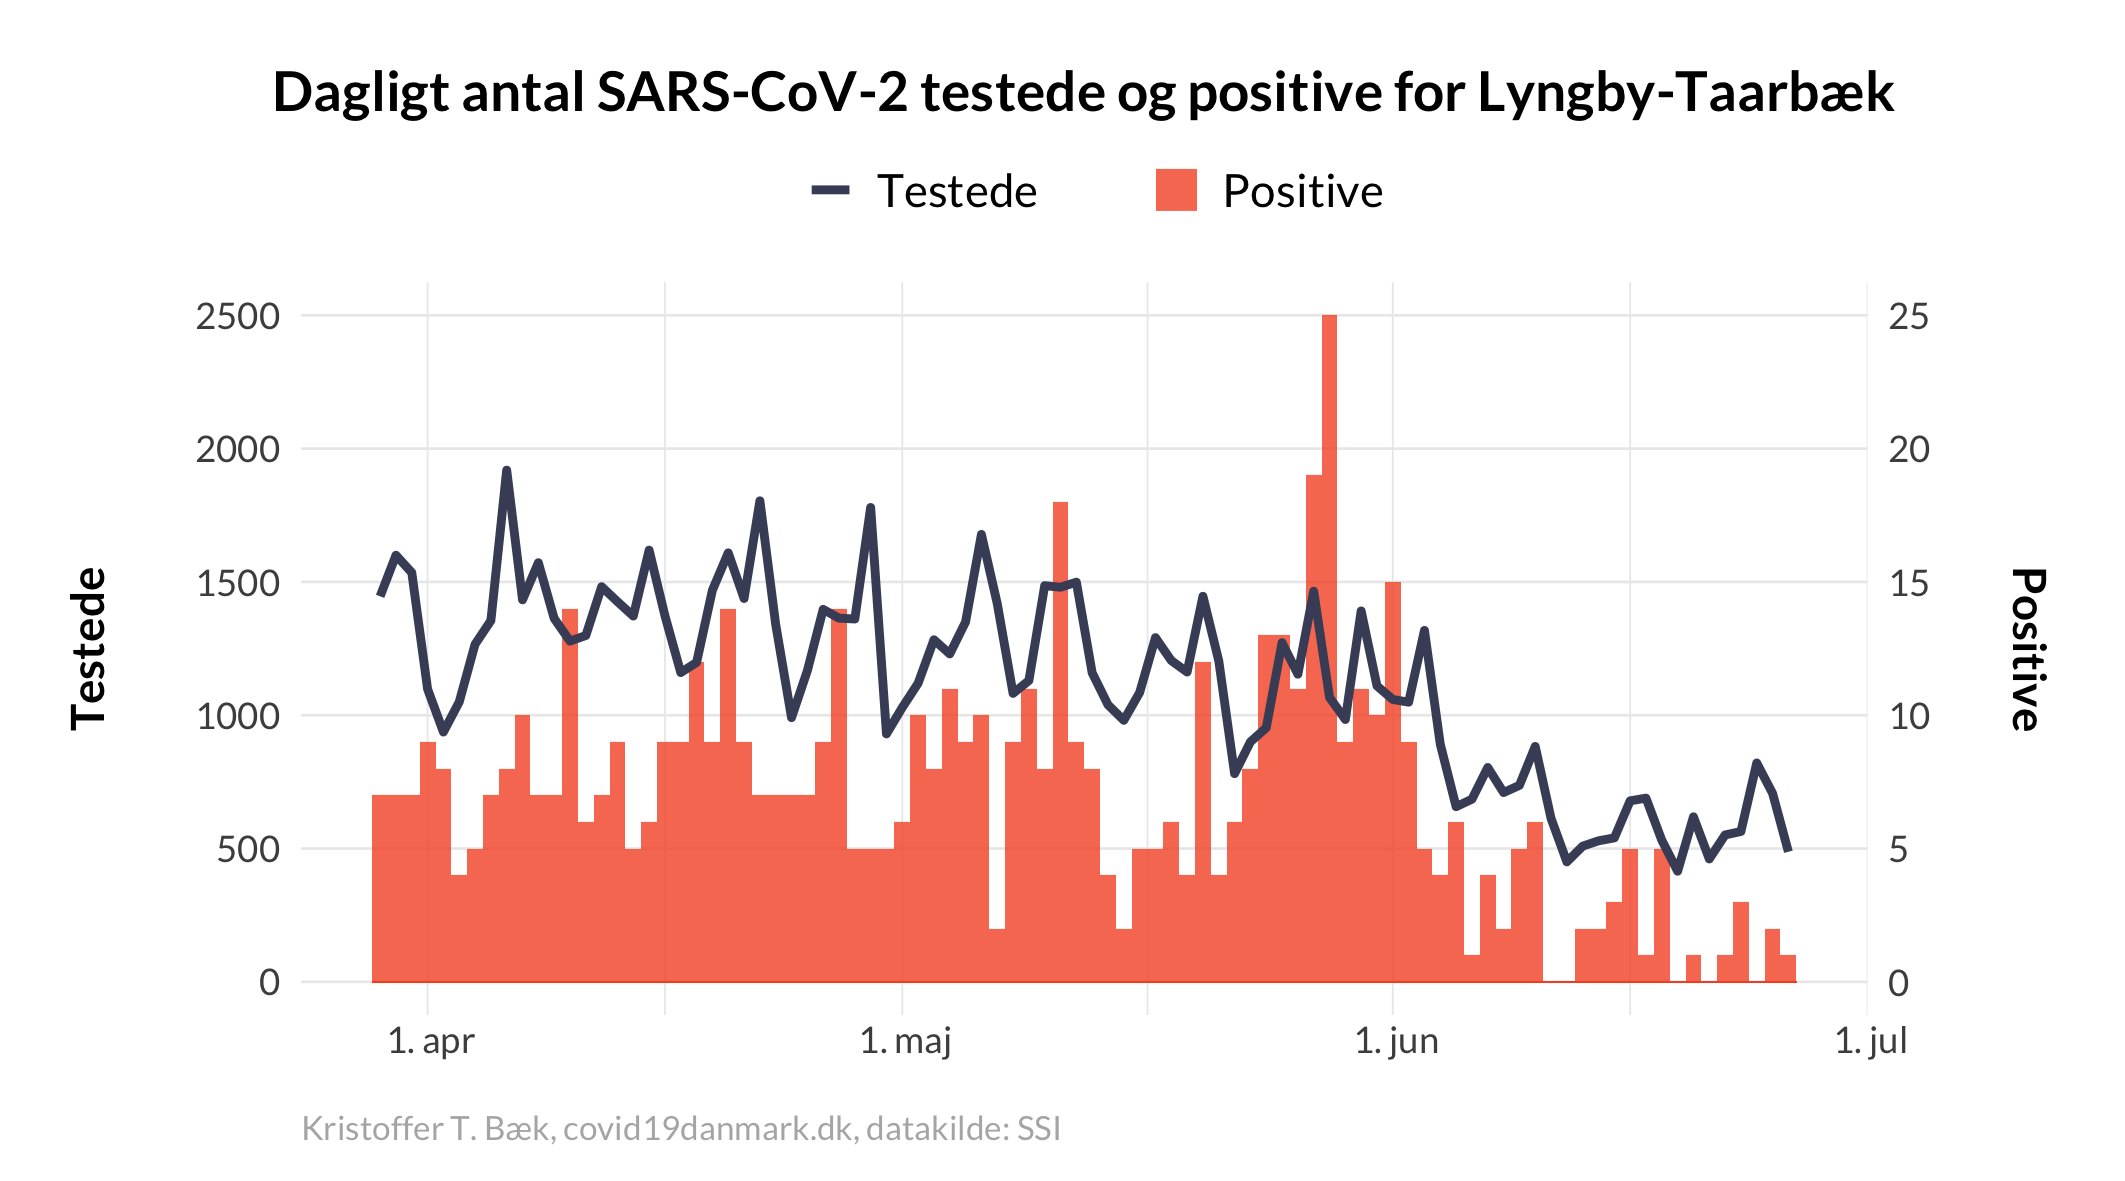 Dagligt antal SARS-CoV-2 testede og positive for Lyngby-Taarbæk
Testede Positive
2500 25
2000 20
1500 15
1000 10
500 5
0 0
Testede
Positive
1. apr 1. maj 1. jun 1. jul
Kristoffer T. Bæk, covid19danmark.dk, datakilde: SSI